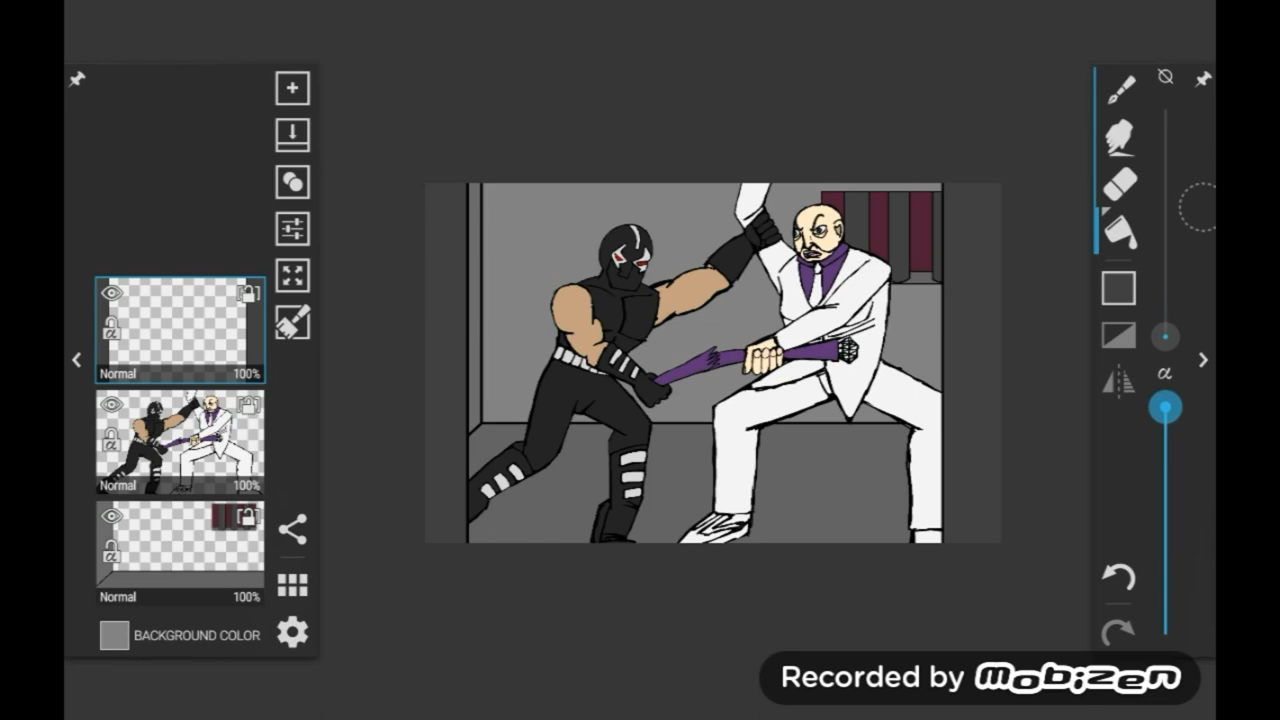 Normal 100%
Normal 100%
Normal 100%
BACKGROUND COLOR
α
Recorded by Mobizen